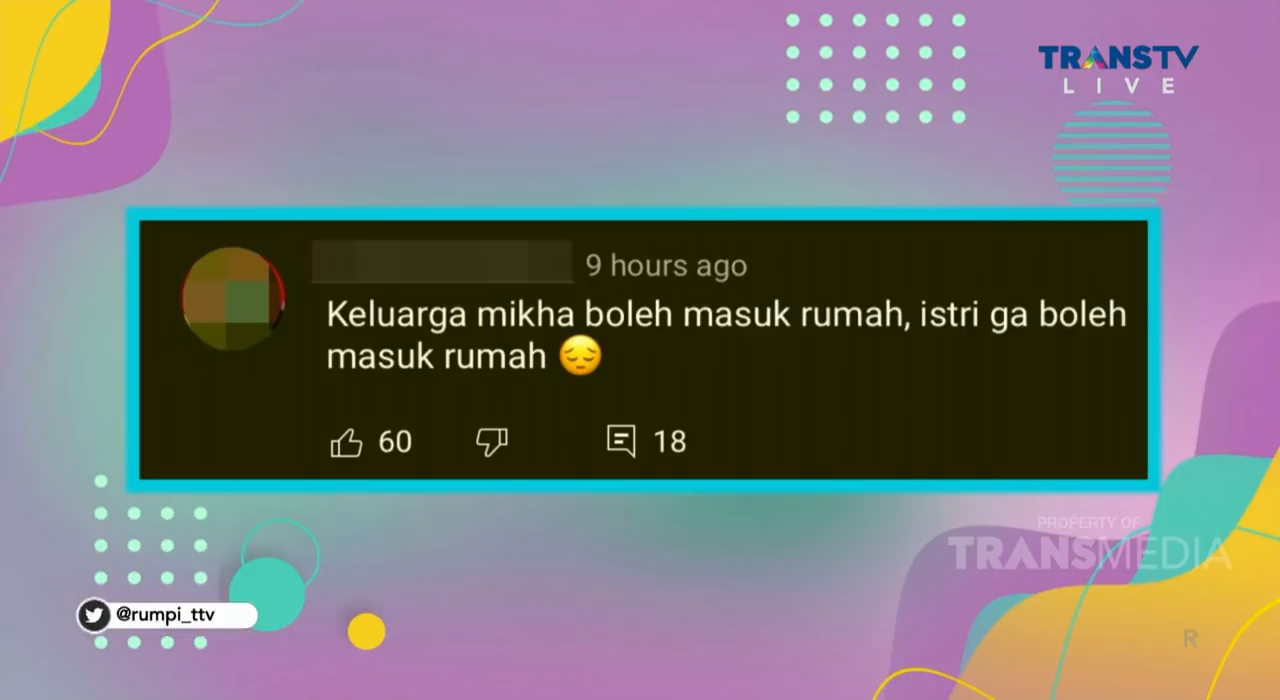 TRANSTV
LIVE
9 hours ago
Keluarga mikha boleh masuk rumah, istri ga boleh
masuk rumah 😔
60
18
PROPERTY OF
TRANSMEDIA
@rumpi_ttv
R